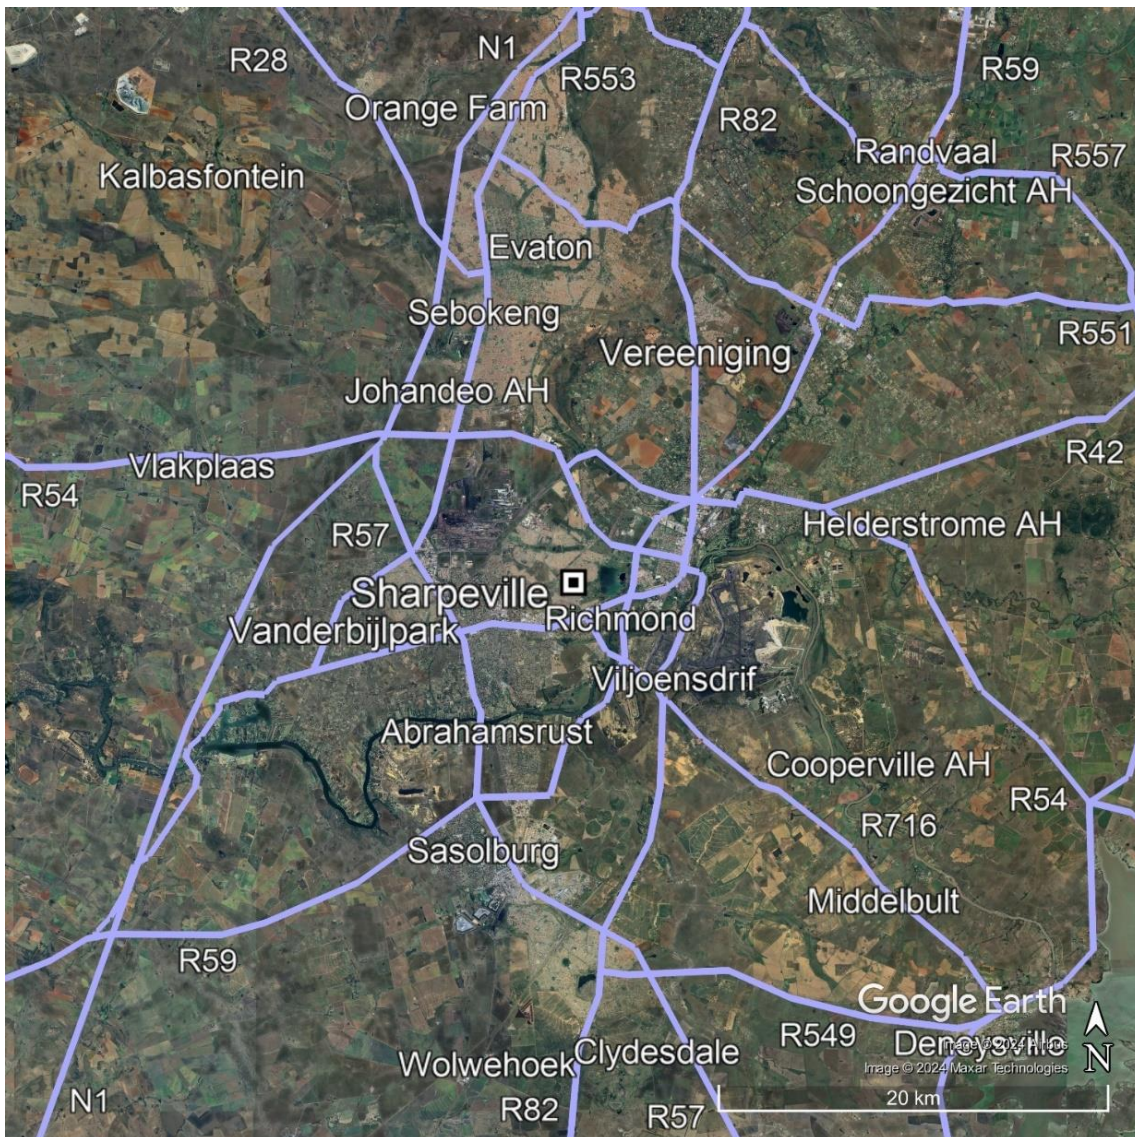 N1
R28
R553
R59
Orange Farm
R82
Randvaal
R557
Kalbasfontein
Schoongezicht AH
Evaton
Sebokeng
R551
Vereeniging
Johandeo AH
R42
Vlakplaas
R54
Helderstrome AH
R57
Sharpeville
Richmond
Vanderbijlpark
Viljoensdrif
Abrahamsrust
Cooperville AH
R54
R716
Sasolburg
Middelbult
R59
Google Earth
R549
Deneysville
Image © 2024 Airbus
Clydesdale
N
Wolwehoek
Image © 2024 Maxar Technologies
20 km
N1
R82
R57